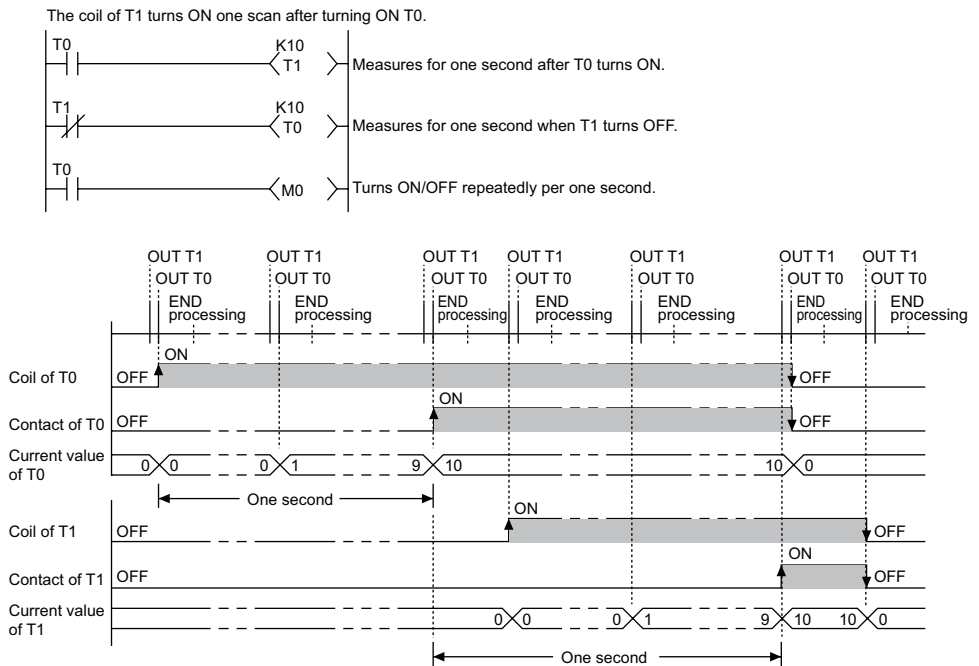 The coil of T1 turns ON one scan after turning ON T0.
T0
K10
T1
Measures for one second after T0 turns ON.
T1
K10
T0
Measures for one second when T1 turns OFF.
T0
M0
Turns ON/OFF repeatedly per one second.
OUT T1 OUT T1 OUT T1 OUT T1 OUT T1 OUT T1 OUT T1
OUT T0 OUT T0 OUT T0 OUT T0 OUT T0 OUT T0 OUT T0
END processing END processing END processing END processing END processing END processing END processing
ON
Coil of T0 OFF OFF
ON
Contact of T0 OFF OFF
Current value of T0 0 0 0 1 9 10 10 0
One second
ON
Coil of T1 OFF OFF
ON
Contact of T1 OFF OFF
Current value of T1 0 0 0 1 9 10 10 0
One second